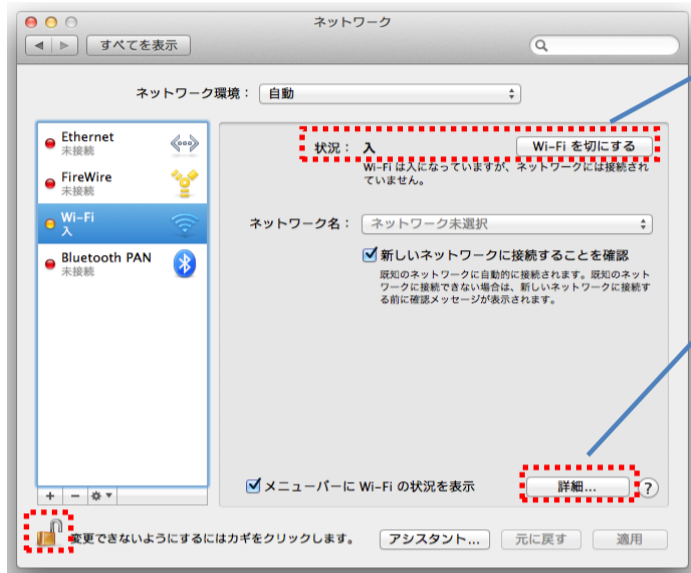 ネットワーク
すべてを表示
ネットワーク環境： 自動
Ethernet
未接続
FireWire
未接続
Wi-Fi
入
Bluetooth PAN
未接続
状況： 入 Wi-Fi を切にする
Wi-Fi は入になっていますが、ネットワークには接続され
ていません。
ネットワーク名： ネットワーク未選択
新しいネットワークに接続することを確認
既知のネットワークに自動的に接続されます。既知のネット
ワークに接続できない場合は、新しいネットワークに接続す
る前に確認メッセージが表示されます。
メニューバーに Wi-Fi の状況を表示 詳細... ?
変更できないようにするにはカギをクリックします。 アシスタント... 元に戻す 適用